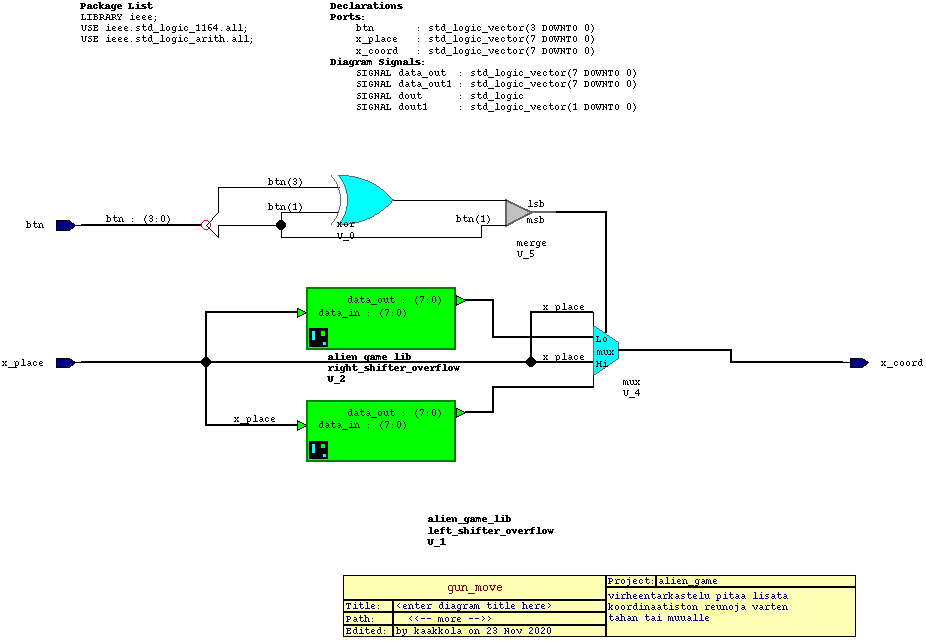 Package List
LIBRARY ieee;
USE ieee.std_logic_1164.all;
USE ieee.std_logic_arith.all;
Declarations
Ports:
btn : std_logic_vector(3 DOWNTO 0)
x_place : std_logic_vector(7 DOWNTO 0)
x_coord : std_logic_vector(7 DOWNTO 0)
Diagram Signals:
SIGNAL data_out : std_logic_vector(7 DOWNTO 0)
SIGNAL data_out1 : std_logic_vector(7 DOWNTO 0)
SIGNAL dout : std_logic
SIGNAL dout1 : std_logic_vector(1 DOWNTO 0)
btn(3)
btn(1)
xor
U_0
btn
btn : (3:0)
btn(1)
lsb
msb
merge
U_5
data_out : (7:0)
data_in : (7:0)
alien_game_lib
right_shifter_overflow
U_2
x_place
x_place
x_place
Lo
mux
Hi
mux
U_4
x_coord
x_place
data_out : (7:0)
data_in : (7:0)
alien_game_lib
left_shifter_overflow
U_1
gun_move
Title: <enter diagram title here>
Path: <<-- more -->>
Edited: by kaakkola on 23 Nov 2020
Project: alien_game
virheentarkastelu pitaa lisata
koordinaatiston reunoja varten
tahan tai muualle